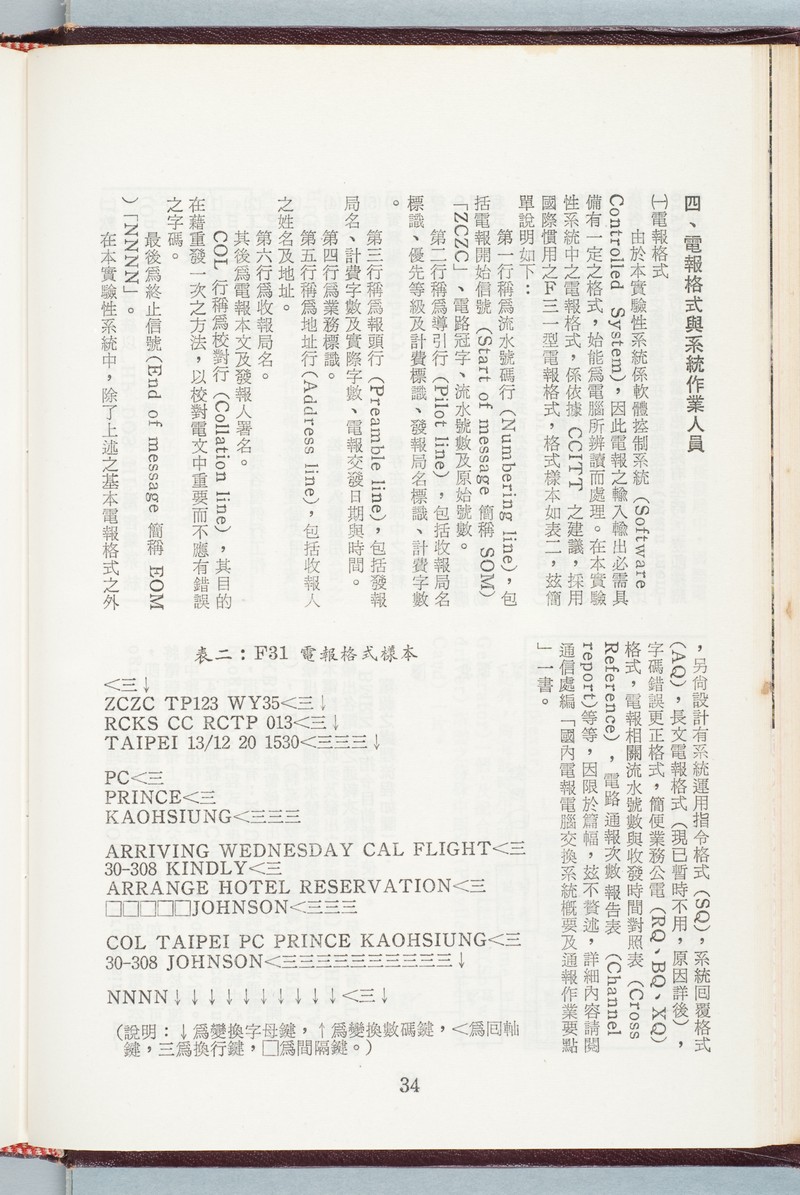 四、電報格式與系統作業人員
㈠電報格式
由於本實驗性系統係軟體控制系統（Software
Controlled System），因此電報之輸入輸出必需具
備有一定之格式，始能爲電腦所辨讀而處理。在本實驗
性系統中之電報格式，係依據 CCITT 之建議，採用
國際慣用之F三一型電報格式，格式樣本如表二，玆簡
單說明如下：
第一行稱爲流水號碼行（Numbering line），包
括電報開始信號（Start of message 簡稱 SOM）
「ZCZC」、電路冠字、流水號數及原始號數。
第二行稱爲導引行（Pilot line），包括收報局名
標識、優先等級及計費標識、發報局名標識、計費字數
。
第三行稱爲報頭行（Preamble line），包括發報
局名、計費字數及實際字數、電報交發日期與時間。
第四行爲業務標識。
第五行稱爲地址行（Address line），包括收報人
之姓名及地址。
第六行爲收報局名。
其後爲電報本文及發報人署名。
COL 行稱爲校對行（Collation line），其目的
在藉重發一次之方法，以校對電文中重要而不應有錯誤
之字碼。
最後爲終止信號（End of message 簡稱 EOM
）「NNNN」。
在本實驗性系統中，除了上述之基本電報格式之外
，另尙設計有系統運用指令格式（SQ），系統回覆格式
（AQ），長文電報格式（現已暫時不用，原因詳後），
字碼錯誤更正格式，簡便業務公電（RQ、BQ、XQ）
格式，電報相關流水號數與收發時間對照表（Cross
Reference），電路通報次數報告表（Channel
report）等等，因限於篇幅，玆不贅述，詳細內容請閱
通信處編「國內電報電腦交換系統概要及通報作業要點
」一書。
表二：F31 電報格式樣本
<三↓
ZCZC TP123 WY35<三↓
RCKS CC RCTP 013<三↓
TAIPEI 13/12 20 1530<三三三↓
PC<三
PRINCE<三
KAOHSIUNG<三三三
ARRIVING WEDNESDAY CAL FLIGHT<三
30-308 KINDLY<三
ARRANGE HOTEL RESERVATION<三
□□□□□JOHNSON<三三三
COL TAIPEI PC PRINCE KAOHSIUNG<三
30-308 JOHNSON<三三三三三三三三三三↓
NNNN↓↓↓↓↓↓↓↓↓↓<三↓
（說明：↓爲變換字母鍵，↑爲變換數碼鍵，<爲回軸
鍵，三爲換行鍵，□爲間隔鍵。）
34